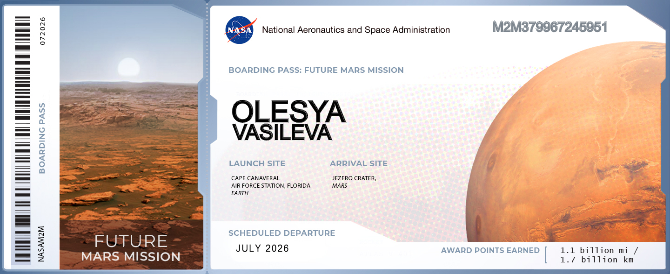 072026
BOARDING PASS
NASAM2M
FUTURE
MARS MISSION
NASA
National Aeronautics and Space Administration
M2M379967245951
BOARDING PASS: FUTURE MARS MISSION
OLESYA
VASILEVA
LAUNCH SITE
ARRIVAL SITE
CAPE CANAVERAL
AIR FORCE STATION, FLORIDA
EARTH
JEZERO CRATER,
MARS
SCHEDULED DEPARTURE
JULY 2026
AWARD POINTS EARNED
1.1 billion mi /
1.7 billion km